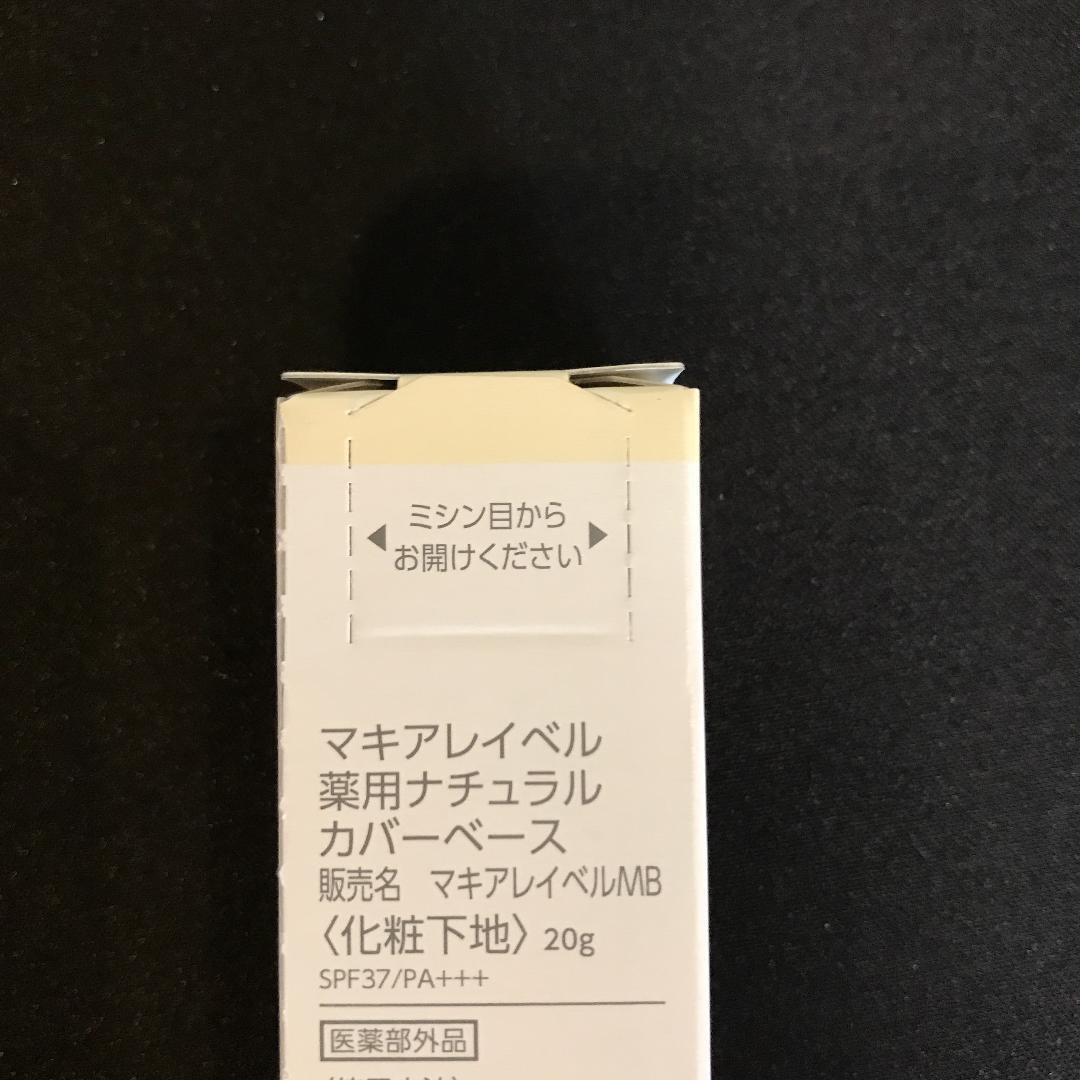 ミシン目から
お開けください
マキアレイベル
薬用ナチュラル
カバーベース
販売名 マキアレイベルMB
〈化粧下地〉 20g
SPF37/PA+++
医薬部外品